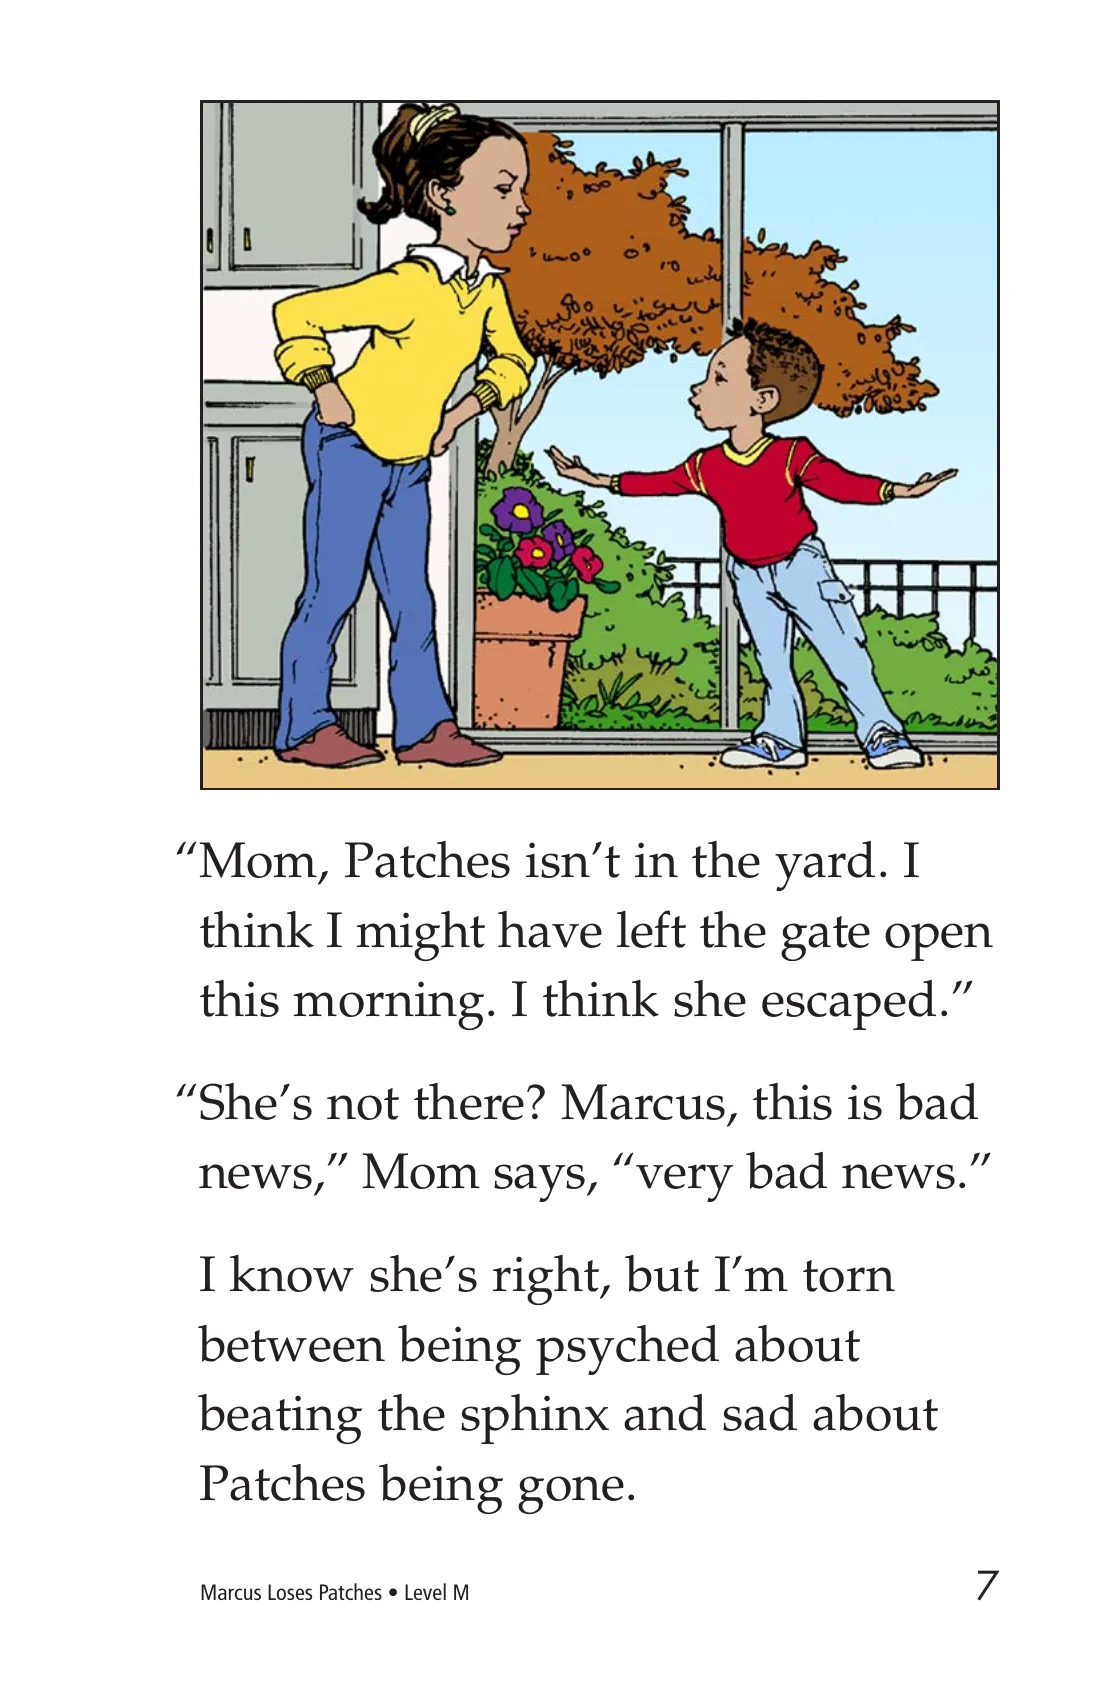 “Mom, Patches isn’t in the yard. I
think I might have left the gate open
this morning. I think she escaped.”
“She’s not there? Marcus, this is bad
news,” Mom says, “very bad news.”
I know she’s right, but I’m torn
between being psyched about
beating the sphinx and sad about
Patches being gone.
Marcus Loses Patches • Level M
7